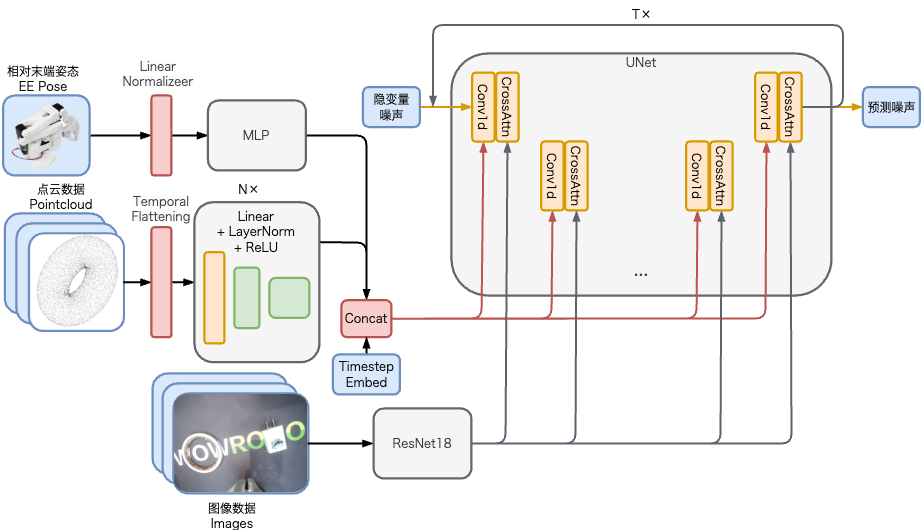 T×
UNet
相对末端姿态
EE Pose
Linear
Normalizeer
MLP
隐变量
噪声
Conv1d
CrossAttn
Conv1d
CrossAttn
Conv1d
CrossAttn
Conv1d
CrossAttn
预测噪声
...
点云数据
Pointcloud
Temporal
Flattening
N×
Linear
+ LayerNorm
+ ReLU
Concat
Timestep
Embed
WOWROBO
ResNet18
图像数据
Images